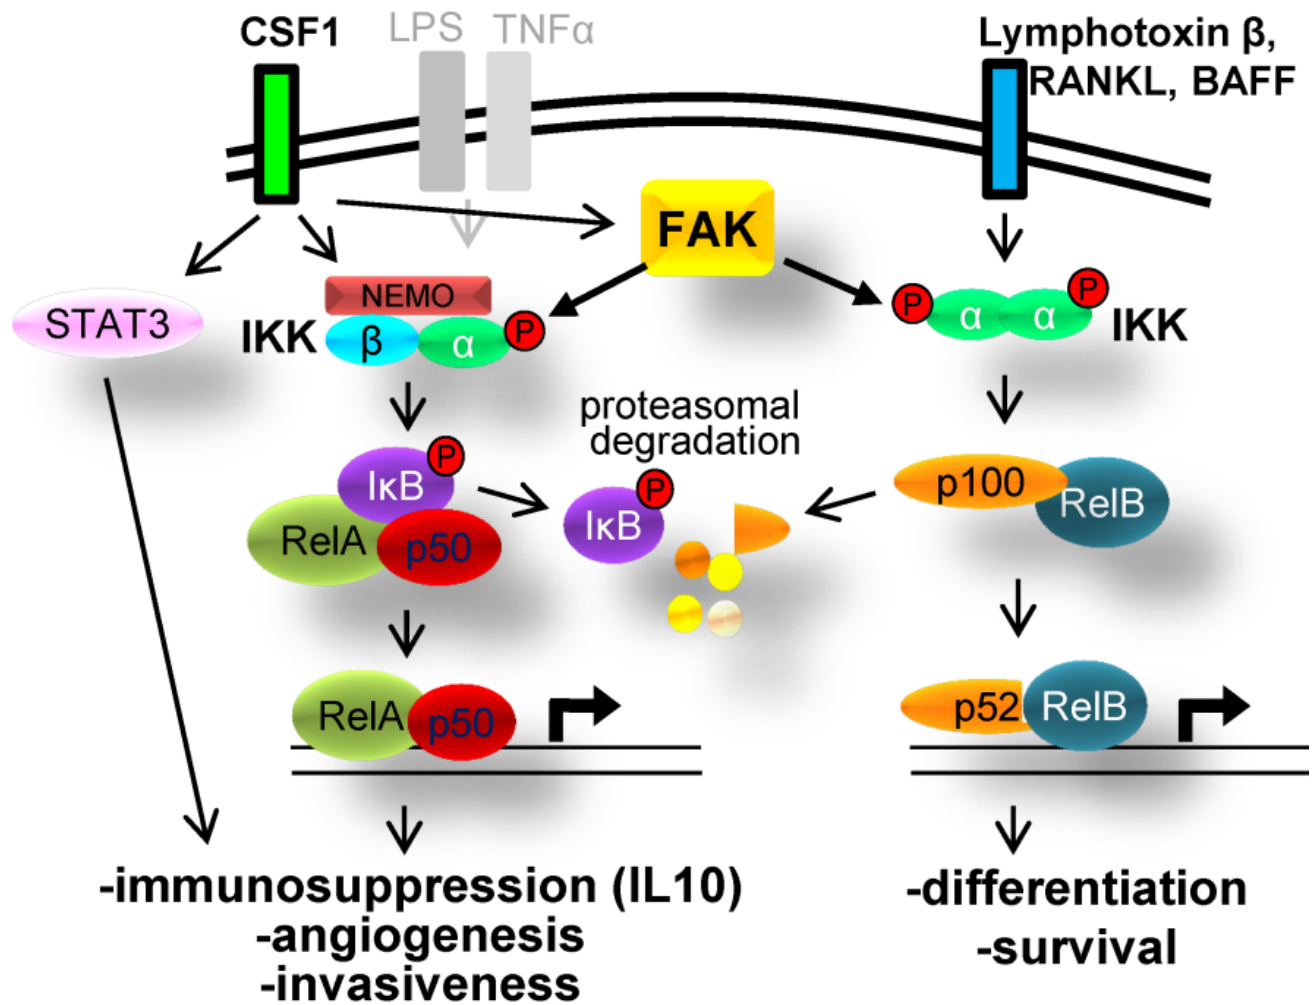 CSF1
LPS
TNFα
Lymphotoxin β,
RANKL, BAFF
FAK
NEMO
STAT3
IKK
β
α
P
P
α
α
P
IKK
proteasomal
degradation
P
IκB
RelA
p50
P
IκB
p100
RelB
RelA
p50
p52
RelB
-immunosuppression (IL10)
-angiogenesis
-invasiveness
-differentiation
-survival